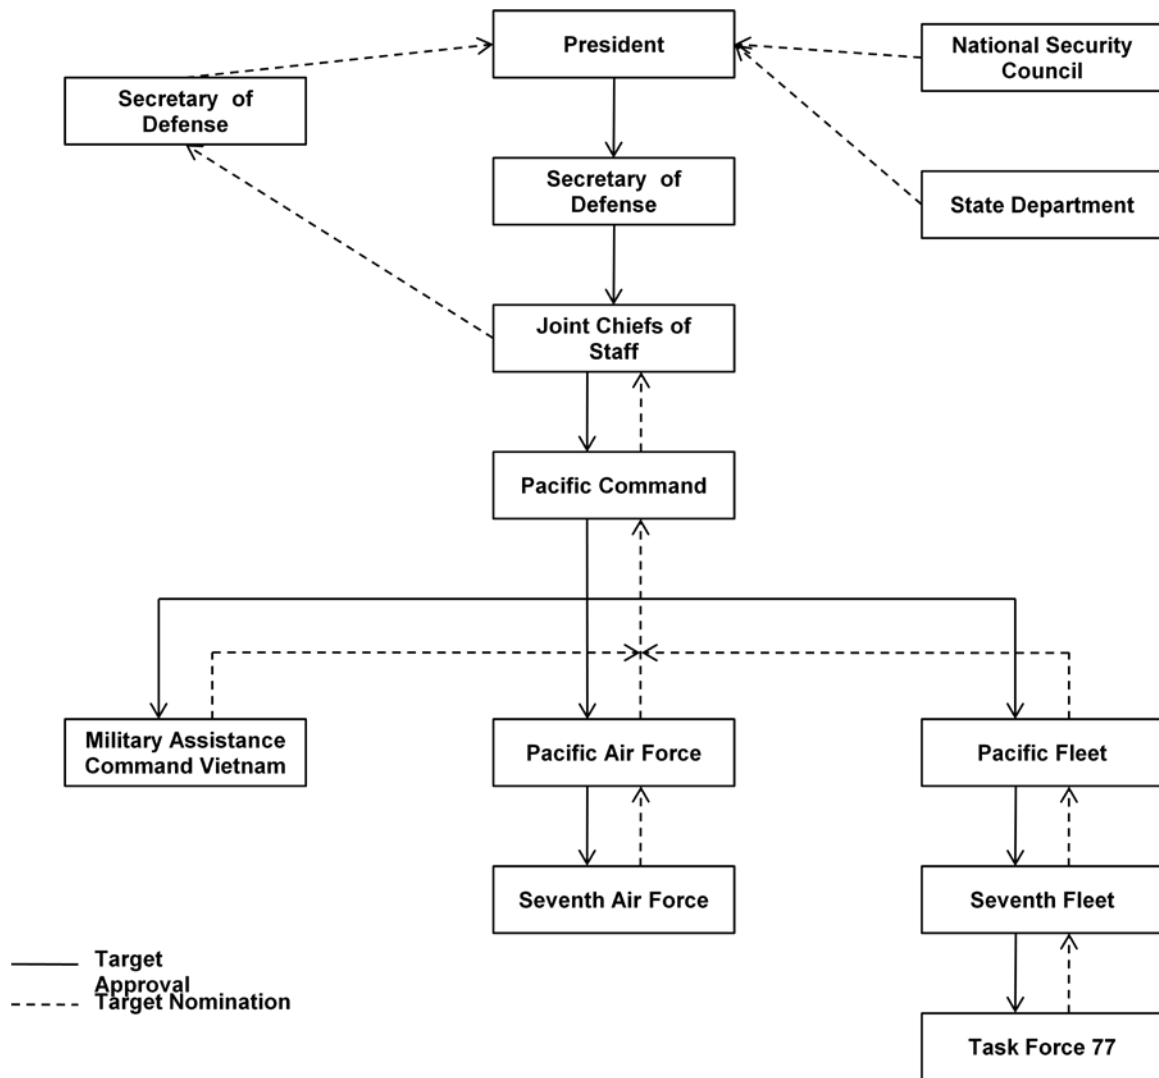 President
National Security
Council
Secretary of
Defense
Secretary of
Defense
State Department
Joint Chiefs of
Staff
Pacific Command
Military Assistance
Command Vietnam
Pacific Air Force
Pacific Fleet
Seventh Air Force
Seventh Fleet
Target
Approval
Target Nomination
Task Force 77